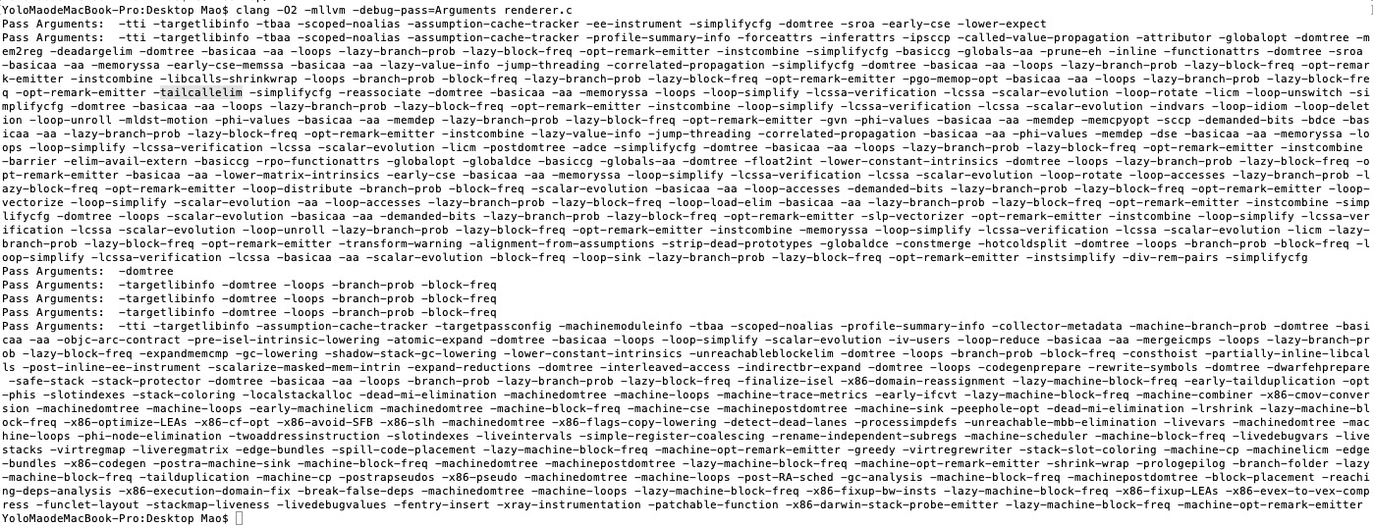 YoloMaodeMacBook-Pro:Desktop Mao$ clang -O2 -mllvm -debug-pass=Arguments renderer.c
Pass Arguments:  -tti -targetlibinfo -tbaa -scoped-noalias -assumption-cache-tracker -ee-instrument -simplifycfg -domtree -sroa -early-cse -lower-expect
Pass Arguments:  -tti -targetlibinfo -tbaa -scoped-noalias -assumption-cache-tracker -profile-summary-info -forceattrs -inferattrs -ipsccp -called-value-propagation -attributor -globalopt -domtree -m
em2reg -deadargelim -domtree -basicaa -aa -loops -lazy-branch-prob -lazy-block-freq -opt-remark-emitter -instcombine -simplifycfg -basiccg -globals-aa -prune-eh -inline -functionattrs -domtree -sroa
-basicaa -aa -memoryssa -early-cse-memssa -basicaa -aa -lazy-value-info -jump-threading -correlated-propagation -simplifycfg -domtree -basicaa -aa -loops -lazy-branch-prob -lazy-block-freq -opt-remar
k-emitter -instcombine -libcalls-shrinkwrap -loops -branch-prob -block-freq -lazy-branch-prob -lazy-block-freq -opt-remark-emitter -pgo-memop-opt -basicaa -aa -loops -lazy-branch-prob -lazy-block-fre
q -opt-remark-emitter -tailcallelim -simplifycfg -reassociate -domtree -basicaa -aa -memoryssa -loops -loop-simplify -lcssa-verification -lcssa -scalar-evolution -loop-rotate -licm -loop-unswitch -si
mplifycfg -domtree -basicaa -aa -loops -lazy-branch-prob -lazy-block-freq -opt-remark-emitter -instcombine -loop-simplify -lcssa-verification -lcssa -scalar-evolution -indvars -loop-idiom -loop-delet
ion -loop-unroll -mldst-motion -phi-values -basicaa -aa -memdep -lazy-branch-prob -lazy-block-freq -opt-remark-emitter -gvn -phi-values -basicaa -aa -memdep -memcpyopt -sccp -demanded-bits -bdce -bas
icaa -aa -lazy-branch-prob -lazy-block-freq -opt-remark-emitter -instcombine -lazy-value-info -jump-threading -correlated-propagation -basicaa -aa -phi-values -memdep -dse -basicaa -aa -memoryssa -lo
ops -loop-simplify -lcssa-verification -lcssa -scalar-evolution -licm -postdomtree -adce -simplifycfg -domtree -basicaa -aa -loops -lazy-branch-prob -lazy-block-freq -opt-remark-emitter -instcombine
-barrier -elim-avail-extern -basiccg -rpo-functionattrs -globalopt -globaldce -basiccg -globals-aa -domtree -float2int -lower-constant-intrinsics -domtree -loops -lazy-branch-prob -lazy-block-freq -o
pt-remark-emitter -basicaa -aa -lower-matrix-intrinsics -early-cse -basicaa -aa -memoryssa -loops -loop-simplify -lcssa-verification -lcssa -scalar-evolution -loop-rotate -loop-accesses -lazy-branch-prob -l
azy-block-freq -opt-remark-emitter -loop-distribute -branch-prob -block-freq -scalar-evolution -basicaa -aa -loop-accesses -demanded-bits -lazy-branch-prob -lazy-block-freq -opt-remark-emitter -loop-
vectorize -loop-simplify -scalar-evolution -aa -loop-accesses -lazy-branch-prob -lazy-block-freq -loop-load-elim -basicaa -aa -lazy-branch-prob -lazy-block-freq -opt-remark-emitter -instcombine -simp
lifycfg -domtree -loops -scalar-evolution -basicaa -aa -demanded-bits -lazy-branch-prob -lazy-block-freq -opt-remark-emitter -slp-vectorizer -opt-remark-emitter -instcombine -loop-simplify -lcssa-ver
ification -lcssa -scalar-evolution -loop-unroll -lazy-branch-prob -lazy-block-freq -opt-remark-emitter -instcombine -memoryssa -loop-simplify -lcssa-verification -lcssa -scalar-evolution -licm -lazy-
branch-prob -lazy-block-freq -opt-remark-emitter -transform-warning -alignment-from-assumptions -strip-dead-prototypes -globaldce -constmerge -hotcoldsplit -domtree -loops -branch-prob -block-freq -l
oop-simplify -lcssa-verification -lcssa -basicaa -aa -scalar-evolution -block-freq -loop-sink -lazy-branch-prob -lazy-block-freq -opt-remark-emitter -instsimplify -div-rem-pairs -simplifycfg
Pass Arguments:  -domtree
Pass Arguments:  -targetlibinfo -domtree -loops -branch-prob -block-freq
Pass Arguments:  -targetlibinfo -domtree -loops -branch-prob -block-freq
Pass Arguments:  -targetlibinfo -domtree -loops -branch-prob -block-freq
Pass Arguments:  -tti -targetlibinfo -assumption-cache-tracker -targetpassconfig -machinemoduleinfo -tbaa -scoped-noalias -profile-summary-info -collector-metadata -machine-branch-prob -domtree -basi
caa -aa -objc-arc-contract -pre-isel-intrinsic-lowering -atomic-expand -domtree -basicaa -loops -loop-simplify -scalar-evolution -iv-users -loop-reduce -basicaa -aa -mergeicmps -loops -lazy-branch-pr
ob -lazy-block-freq -expandmemcmp -gc-lowering -shadow-stack-gc-lowering -lower-constant-intrinsics -unreachableblockelim -domtree -loops -branch-prob -block-freq -consthoist -partially-inline-libcal
ls -post-inline-ee-instrument -scalarize-masked-mem-intrin -expand-reductions -domtree -interleaved-access -indirectbr-expand -domtree -loops -codegenprepare -rewrite-symbols -domtree -dwarfehprepare
 -safe-stack -stack-protector -domtree -basicaa -aa -loops -branch-prob -lazy-branch-prob -lazy-block-freq -finalize-isel -x86-domain-reassignment -lazy-machine-block-freq -early-tailduplication -opt
-phis -slotindexes -stack-coloring -localstackalloc -dead-mi-elimination -machinedomtree -machine-loops -machine-trace-metrics -early-ifcvt -lazy-machine-block-freq -machine-combiner -x86-cmov-conver
sion -machinedomtree -machine-loops -early-machinelicm -machinedomtree -machine-block-freq -machine-cse -machinepostdomtree -machine-sink -peephole-opt -dead-mi-elimination -lrshrink -lazy-machine-bl
ock-freq -x86-optimize-LEAs -x86-cf-opt -x86-avoid-SFB -x86-slh -machinedomtree -x86-flags-copy-lowering -detect-dead-lanes -processimpdefs -unreachable-mbb-elimination -livevars -machinedomtree -mac
hine-loops -phi-node-elimination -twoaddressinstruction -slotindexes -liveintervals -simple-register-coalescing -rename-independent-subregs -machine-scheduler -machine-block-freq -livedebugvars -live
stacks -virtregmap -liveregmatrix -edge-bundles -spill-code-placement -lazy-machine-block-freq -machine-opt-remark-emitter -greedy -virtregrewriter -stack-slot-coloring -machine-cp -machinelicm -edge
-bundles -x86-codegen -postra-machine-sink -machine-block-freq -machinedomtree -machinepostdomtree -lazy-machine-block-freq -machine-opt-remark-emitter -shrink-wrap -prologepilog -branch-folder -lazy
-machine-block-freq -tailduplication -machine-cp -postrapseudos -x86-pseudo -machinedomtree -machine-loops -post-RA-sched -gc-analysis -machine-block-freq -machinepostdomtree -block-placement -reachi
ng-deps-analysis -x86-execution-domain-fix -break-false-deps -machinedomtree -machine-loops -lazy-machine-block-freq -x86-fixup-bw-insts -lazy-machine-block-freq -x86-fixup-LEAs -x86-evex-to-vex-comp
ress -funclet-layout -stackmap-liveness -livedebugvalues -fentry-insert -xray-instrumentation -patchable-function -x86-darwin-stack-probe-emitter -lazy-machine-block-freq -machine-opt-remark-emitter
YoloMaodeMacBook-Pro:Desktop Mao$